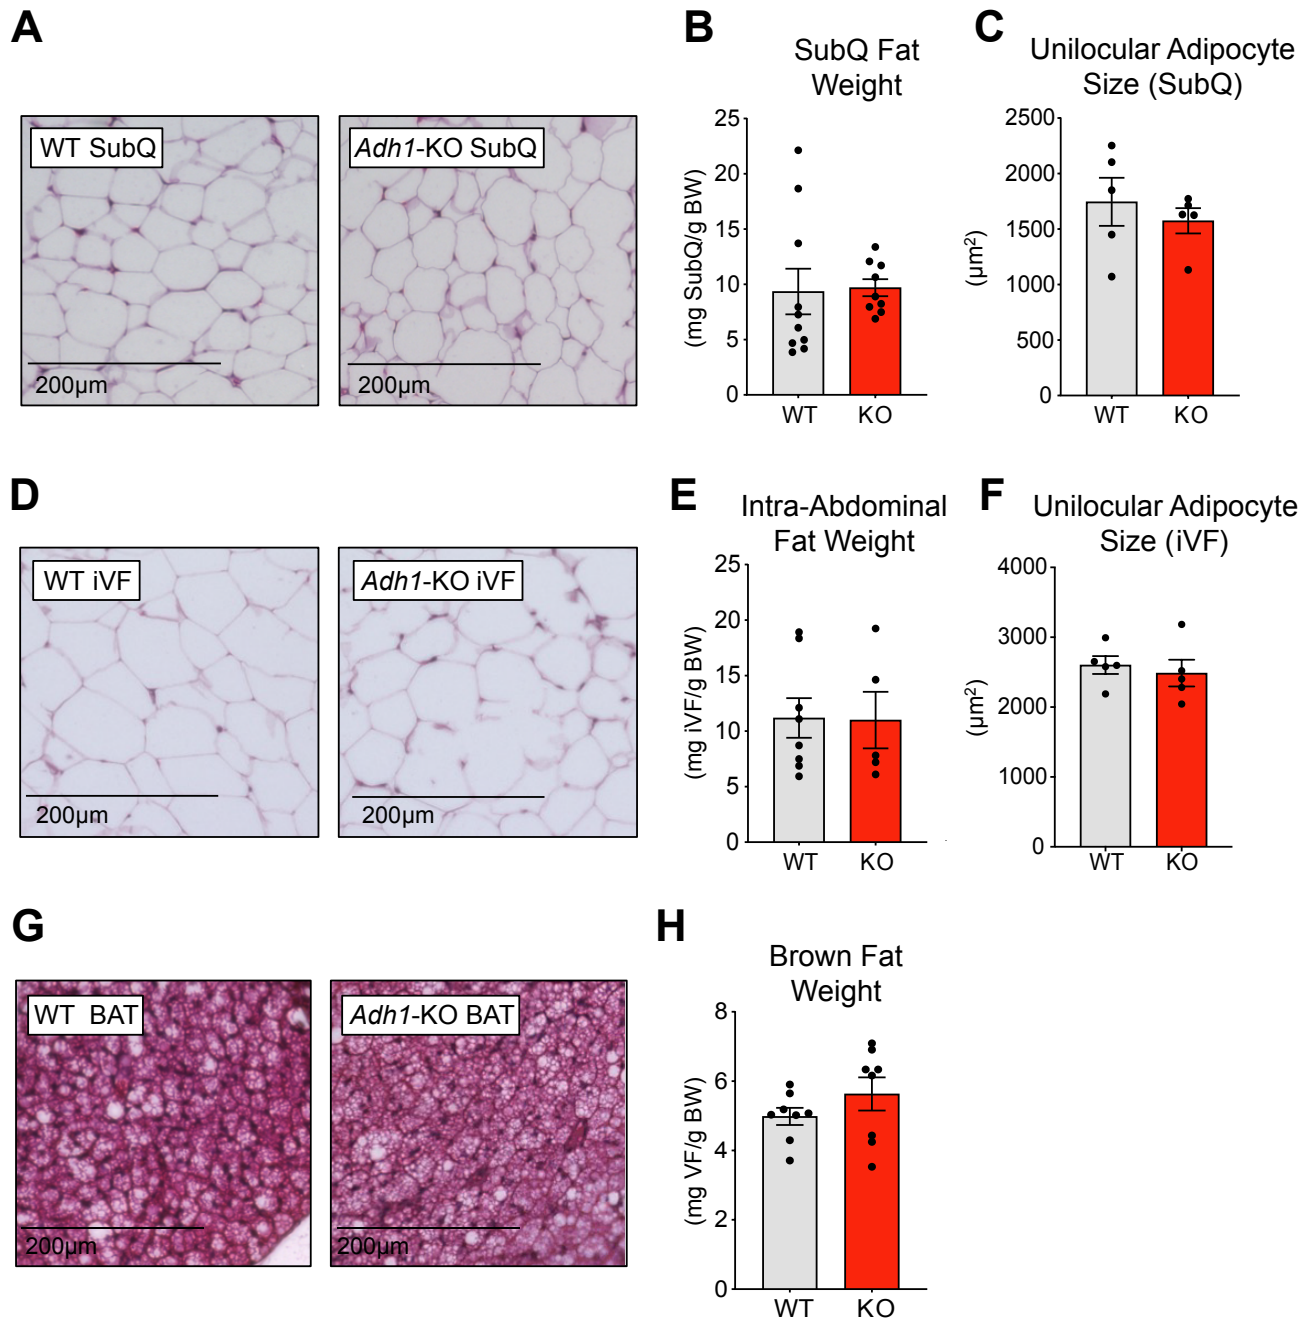 A
WT SubQ
200µm
Adh1-KO SubQ
200µm
B
SubQ Fat
Weight
(mg SubQ/g BW)
25
20
15
10
5
0
WT
KO
C
Unilocular Adipocyte
Size (SubQ)
(µm²)
2500
2000
1500
1000
500
0
WT
KO
D
WT iVF
200µm
Adh1-KO iVF
200µm
E
Intra-Abdominal
Fat Weight
(mg iVF/g BW)
25
20
15
10
5
0
WT
KO
F
Unilocular Adipocyte
Size (iVF)
(µm²)
4000
3000
2000
1000
0
WT
KO
G
WT BAT
200µm
Adh1-KO BAT
200µm
H
Brown Fat
Weight
(mg VF/g BW)
8
6
4
2
0
WT
KO